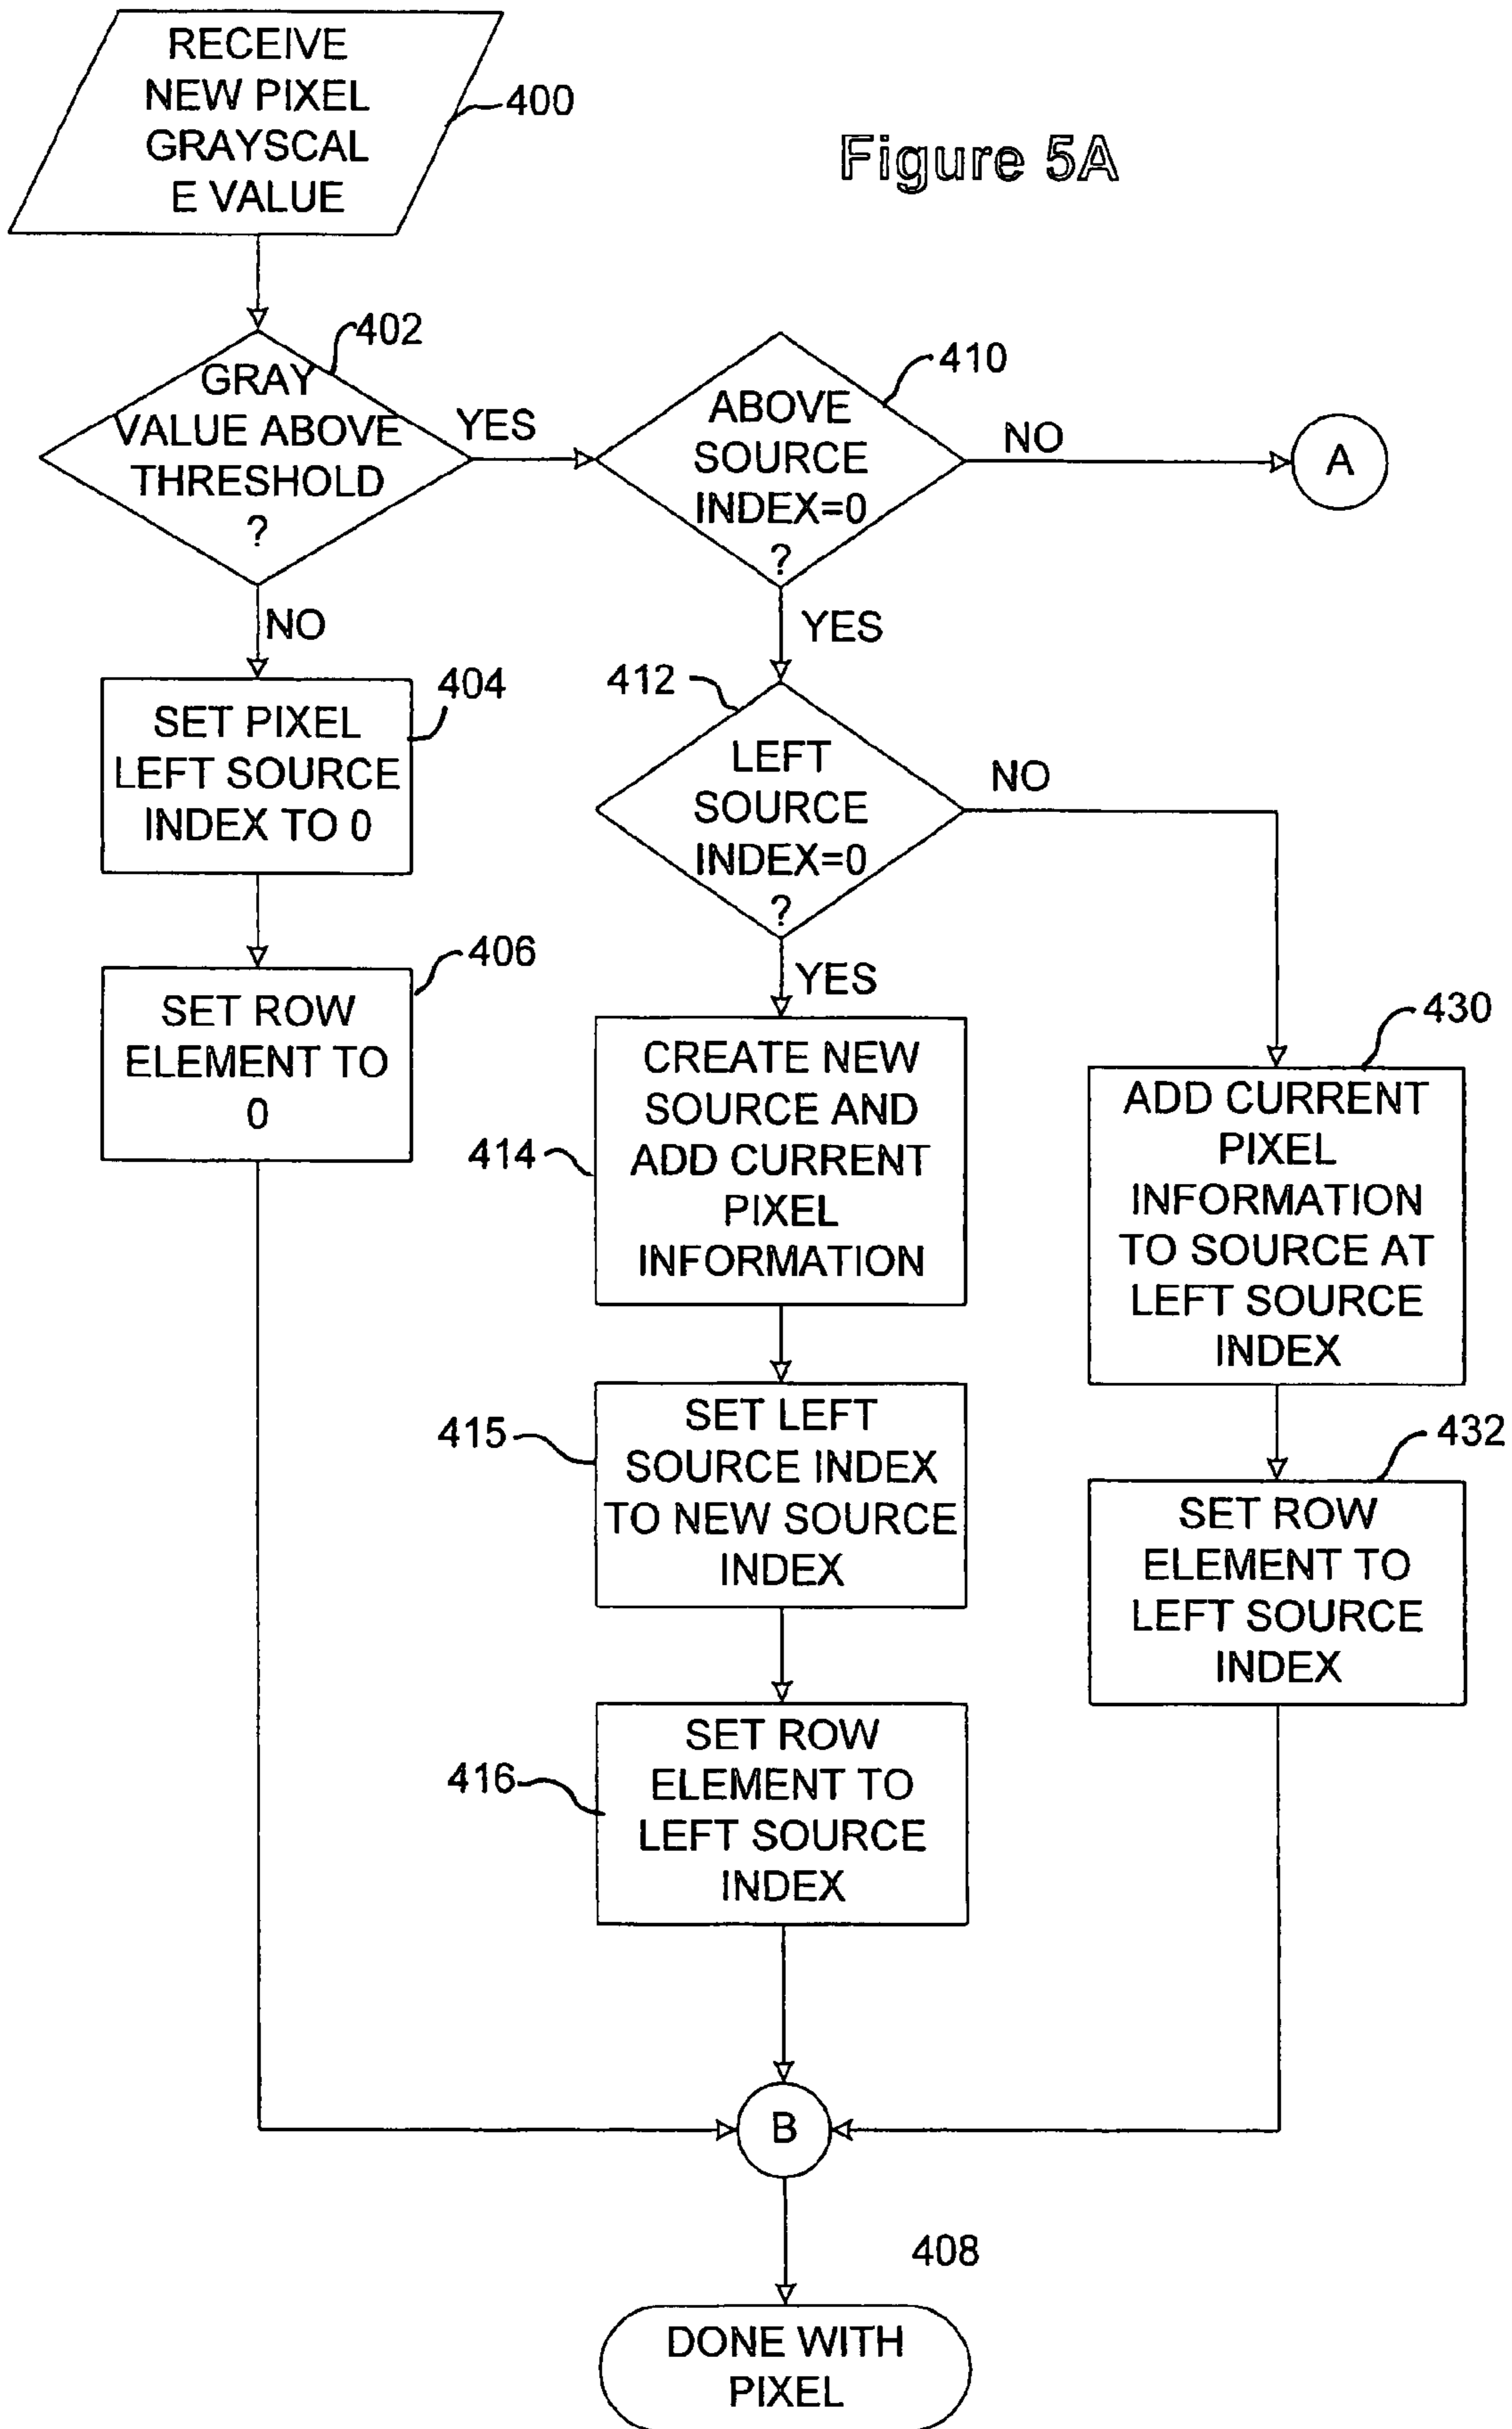 RECEIVE
NEW PIXEL
GRAYSCAL
E VALUE
400
Figure 5A
402
GRAY
VALUE ABOVE
THRESHOLD
?
YES
NO
410
ABOVE
SOURCE
INDEX=0
?
NO
A
YES
404
SET PIXEL
LEFT SOURCE
INDEX TO 0
412
LEFT
SOURCE
INDEX=0
?
NO
YES
406
SET ROW
ELEMENT TO
0
414
CREATE NEW
SOURCE AND
ADD CURRENT
PIXEL
INFORMATION
430
ADD CURRENT
PIXEL
INFORMATION
TO SOURCE AT
LEFT SOURCE
INDEX
415
SET LEFT
SOURCE INDEX
TO NEW SOURCE
INDEX
432
SET ROW
ELEMENT TO
LEFT SOURCE
INDEX
416
SET ROW
ELEMENT TO
LEFT SOURCE
INDEX
B
408
DONE WITH
PIXEL